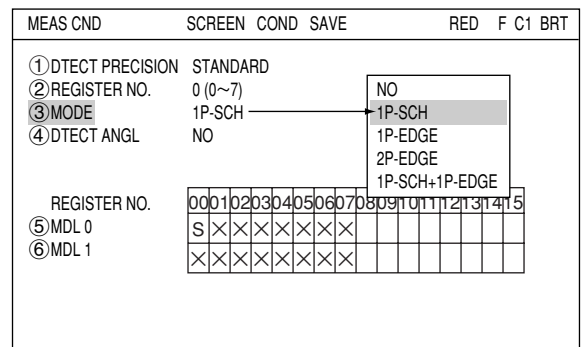 MEAS CND SCREEN COND SAVE RED F C1 BRT
①DTECT PRECISION STANDARD
②REGISTER NO. 0 (0~7)
③MODE 1P-SCH
④DTECT ANGL NO
NO
1P-SCH
1P-EDGE
2P-EDGE
1P-SCH+1P-EDGE
REGISTER NO. 00 01 02 03 04 05 06 07 08 09 10 11 12 13 14 15
⑤MDL 0 S × × × × × × ×
⑥MDL 1 × × × × × × × ×